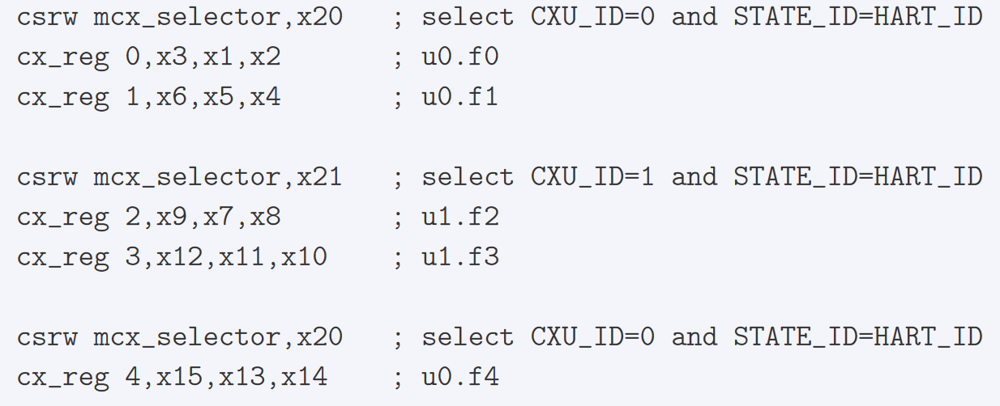 csrw mcx_selector,x20 ; select CXU_ID=0 and STATE_ID=HART_ID
cx_reg 0,x3,x1,x2 ; u0.f0
cx_reg 1,x6,x5,x4 ; u0.f1
csrw mcx_selector,x21 ; select CXU_ID=1 and STATE_ID=HART_ID
cx_reg 2,x9,x7,x8 ; u1.f2
cx_reg 3,x12,x11,x10 ; u1.f3
csrw mcx_selector,x20 ; select CXU_ID=0 and STATE_ID=HART_ID
cx_reg 4,x15,x13,x14 ; u0.f4